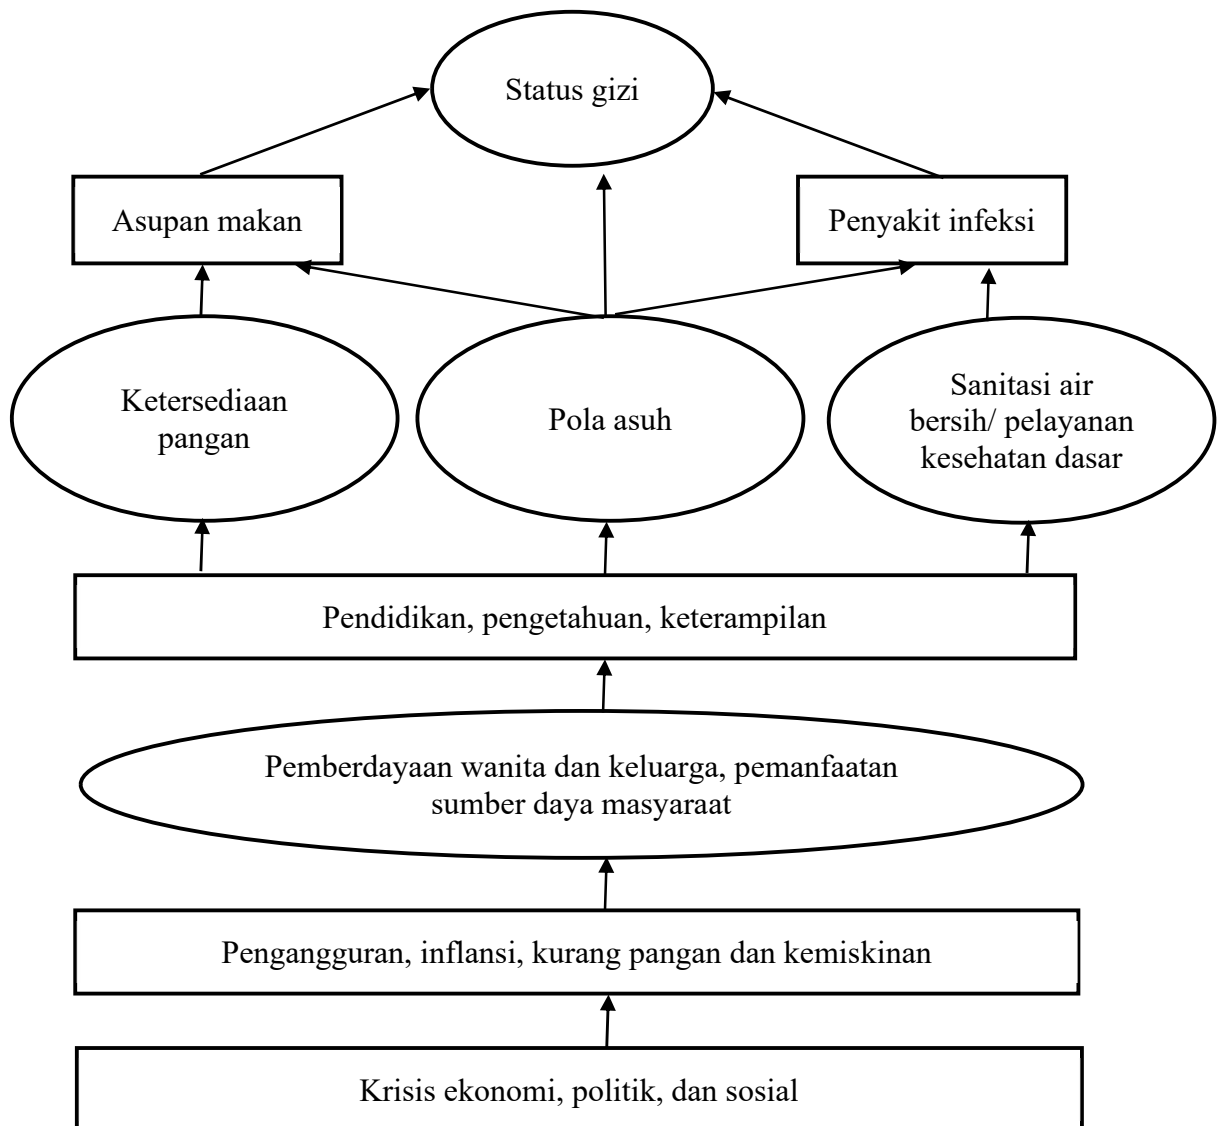 Status gizi
Asupan makan
Penyakit infeksi
Ketersediaan
pangan
Pola asuh
Sanitasi air
bersih/ pelayanan
kesehatan dasar
Pendidikan, pengetahuan, keterampilan
Pemberdayaan wanita dan keluarga, pemanfaatan
sumber daya masyaraat
Pengangguran, inflansi, kurang pangan dan kemiskinan
Krisis ekonomi, politik, dan sosial